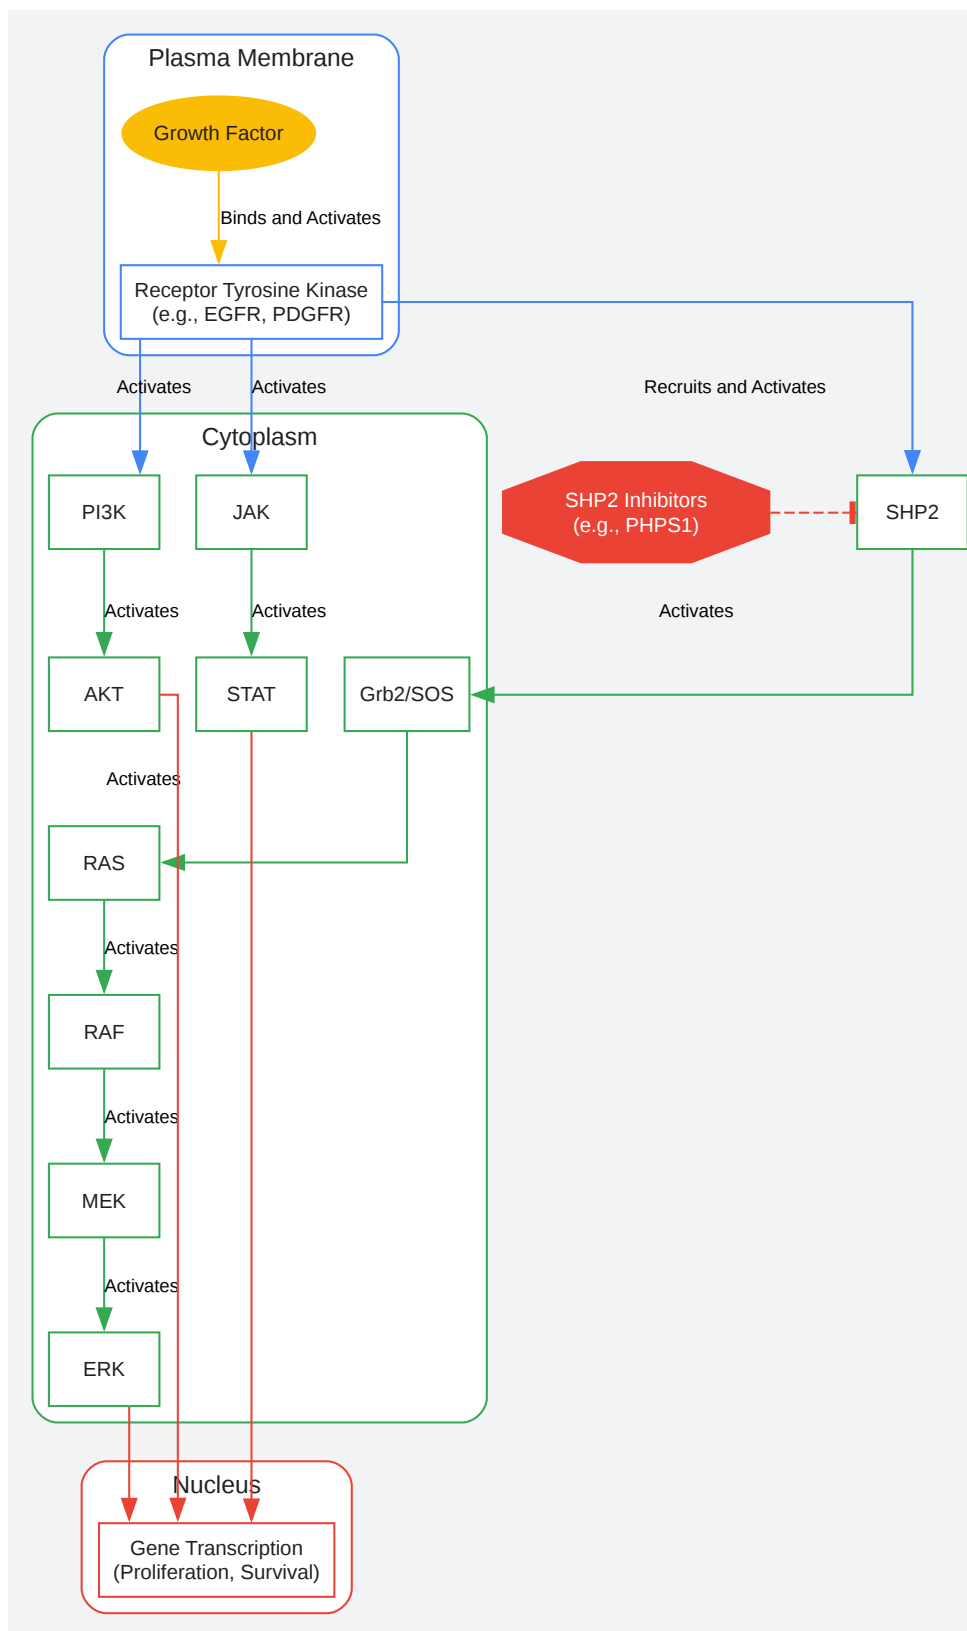 Plasma Membrane
Growth Factor
Binds and Activates
Receptor Tyrosine Kinase
(e.g., EGFR, PDGFR)
Activates
Activates
Recruits and Activates
Cytoplasm
PI3K
JAK
SHP2 Inhibitors
(e.g., PHPS1)
SHP2
Activates
Activates
Activates
AKT
STAT
Grb2/SOS
Activates
RAS
Activates
RAF
Activates
MEK
Activates
ERK
Nucleus
Gene Transcription
(Proliferation, Survival)